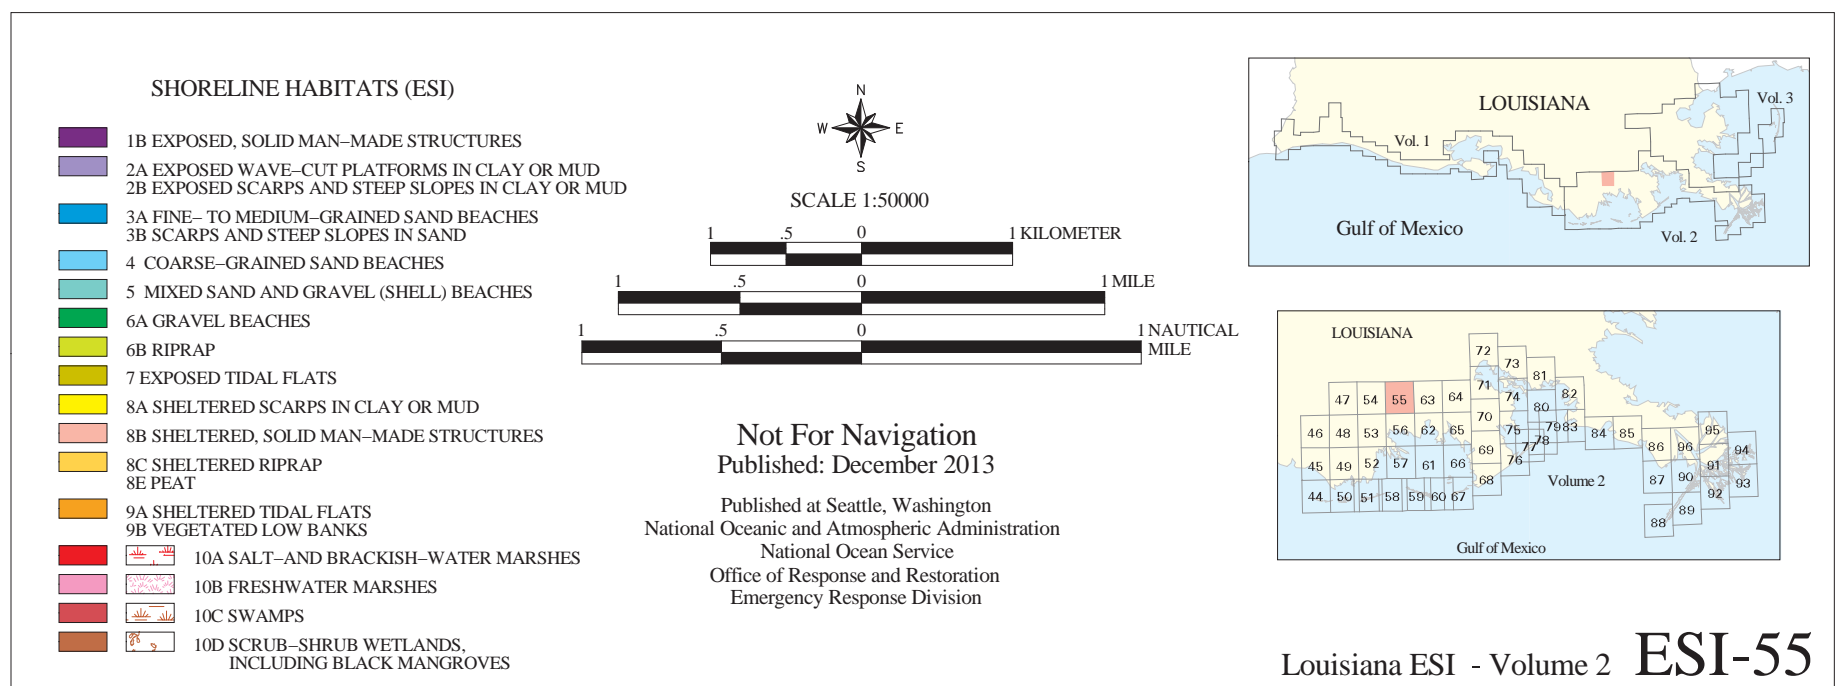 SHORELINE HABITATS (ESI)
1B EXPOSED, SOLID MAN-MADE STRUCTURES
2A EXPOSED WAVE-CUT PLATFORMS IN CLAY OR MUD
2B EXPOSED SCARPS AND STEEP SLOPES IN CLAY OR MUD
3A FINE- TO MEDIUM-GRAINED SAND BEACHES
3B SCARPS AND STEEP SLOPES IN SAND
4 COARSE-GRAINED SAND BEACHES
5 MIXED SAND AND GRAVEL (SHELL) BEACHES
6A GRAVEL BEACHES
6B RIPRAP
7 EXPOSED TIDAL FLATS
8A SHELTERED SCARPS IN CLAY OR MUD
8B SHELTERED, SOLID MAN-MADE STRUCTURES
8C SHELTERED RIPRAP
8E PEAT
9A SHELTERED TIDAL FLATS
9B VEGETATED LOW BANKS
10A SALT-AND BRACKISH-WATER MARSHES
10B FRESHWATER MARSHES
10C SWAMPS
10D SCRUB-SHRUB WETLANDS,
INCLUDING BLACK MANGROVES
N
W E
S
SCALE 1:50000
1 .5 0 1 KILOMETER
1 .5 0 1 MILE
1 .5 0 1 NAUTICAL
MILE
Not For Navigation
Published: December 2013
Published at Seattle, Washington
National Oceanic and Atmospheric Administration
National Ocean Service
Office of Response and Restoration
Emergency Response Division
LOUISIANA
Vol. 3
Vol. 1
Gulf of Mexico
Vol. 2
LOUISIANA
72
73
81
71
47 54 55 63 64 74 82
80
70
46 48 53 56 62 65 75 79 83 84 85 95
78
77
86 96 94
69
45 49 52 57 61 66 76 91
68
Volume 2
87 90 93
44 50 51 58 59 60 67
92
89
88
Gulf of Mexico
Louisiana ESI - Volume 2 ESI-55